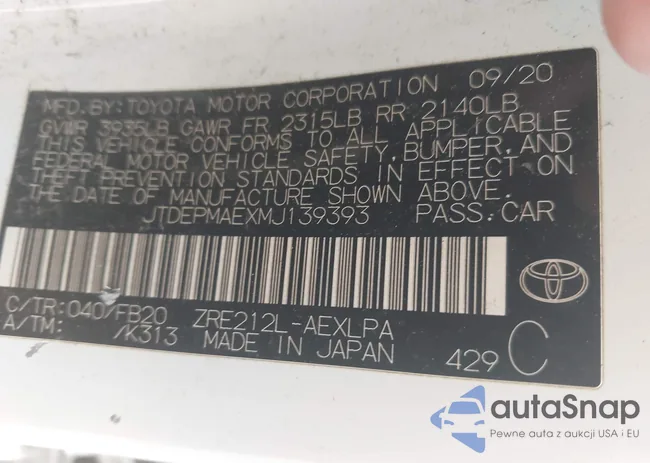 MFD. BY: TOYOTA MOTOR CORPORATION 09/20
GVWR 3935LB GAWR FR 2315LB RR 2140LB
THIS VEHICLE CONFORMS TO ALL APPLICABLE
FEDERAL MOTOR VEHICLE SAFETY, BUMPER, AND
THEFT PREVENTION STANDARDS IN EFFECT ON
THE DATE OF MANUFACTURE SHOWN ABOVE.
JTDEPMAEXMJ139393 PASS. CAR
C/TR: 040/FB20 ZRE212L-AEXLPA
A/TM: /K313 MADE IN JAPAN 429 C
autaSnap
Pewne auta z aukcji USA i EU